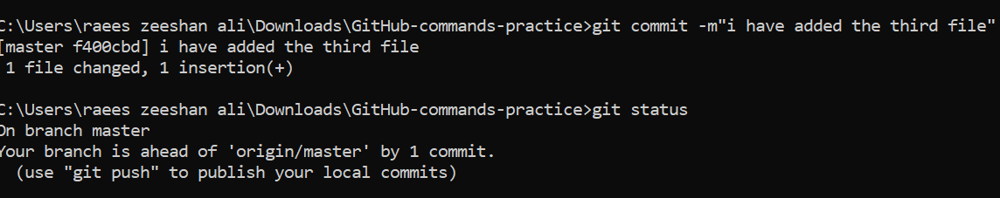 C:\Users\raees zeeshan ali\Downloads\GitHub-commands-practice>git commit -m"i have added the third file"
[master f400cbd] i have added the third file
 1 file changed, 1 insertion(+)
C:\Users\raees zeeshan ali\Downloads\GitHub-commands-practice>git status
On branch master
Your branch is ahead of 'origin/master' by 1 commit.
  (use "git push" to publish your local commits)